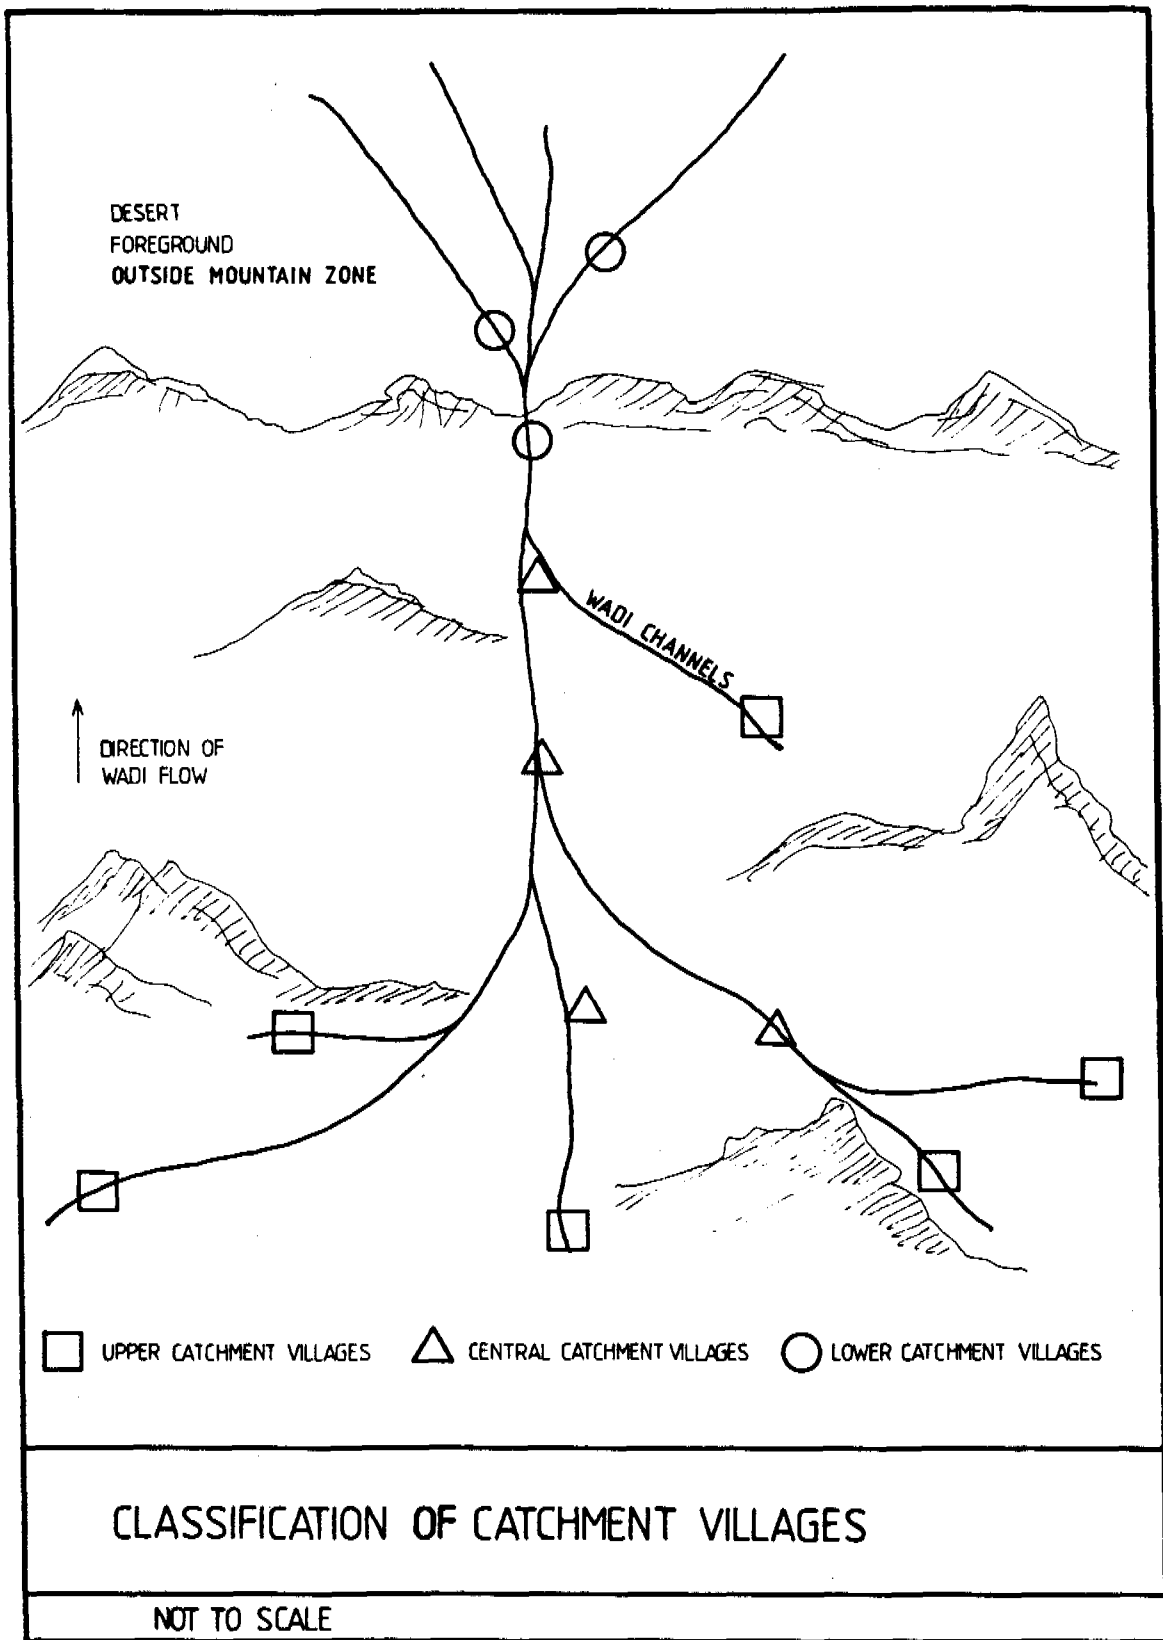 DESERT
FOREGROUND
OUTSIDE MOUNTAIN ZONE
WADI CHANNELS
DIRECTION OF
WADI FLOW
UPPER CATCHMENT VILLAGES
CENTRAL CATCHMENT VILLAGES
LOWER CATCHMENT VILLAGES
CLASSIFICATION OF CATCHMENT VILLAGES
NOT TO SCALE